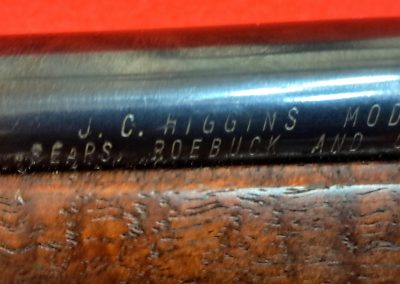 J. C. HIGGINS MOD
SEARS, ROEBUCK AND